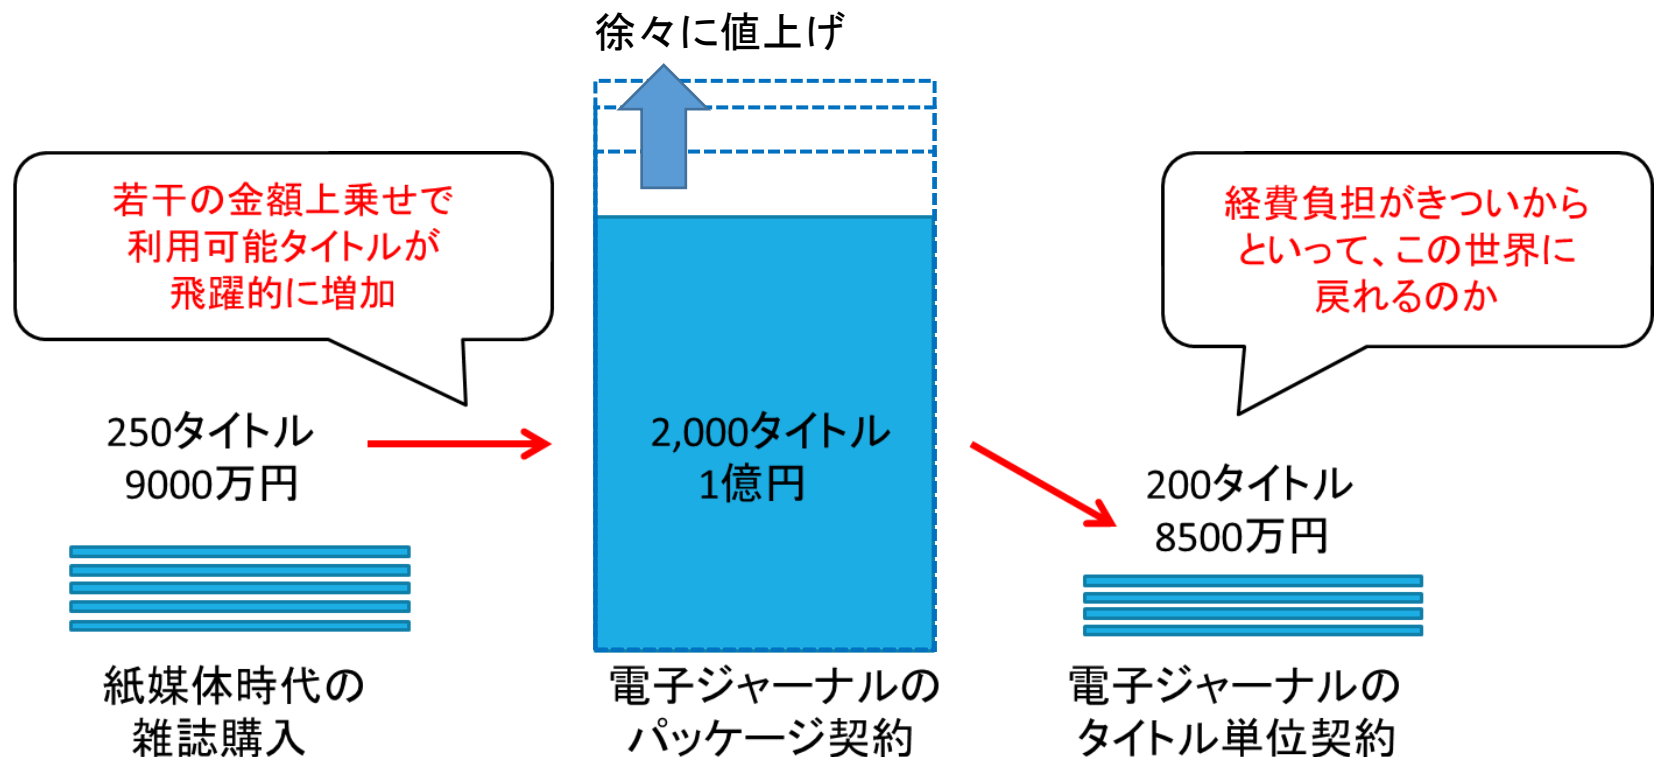 徐々に値上げ
若干の金額上乗せで
利用可能タイトルが
飛躍的に増加
経費負担がきついから
といって、この世界に
戻れるのか
250タイトル
9000万円
2,000タイトル
1億円
200タイトル
8500万円
紙媒体時代の
雑誌購入
電子ジャーナルの
パッケージ契約
電子ジャーナルの
タイトル単位契約